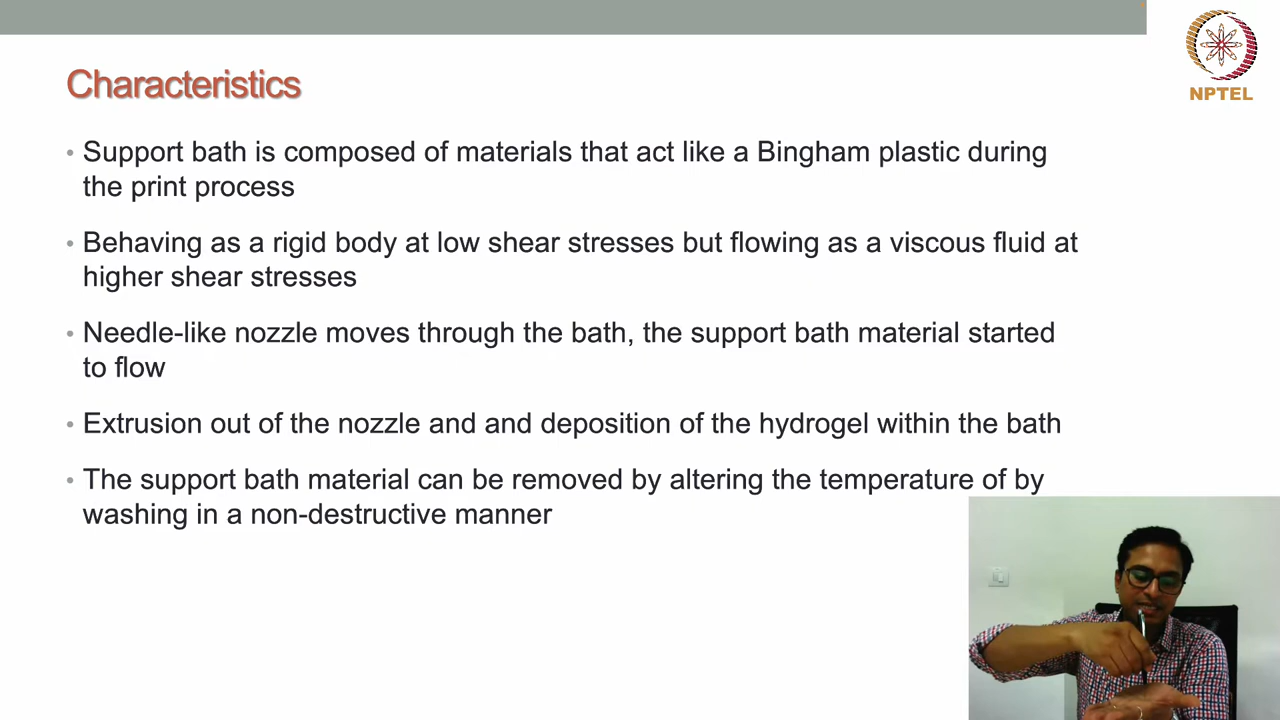 NPTEL
Characteristics
• Support bath is composed of materials that act like a Bingham plastic during
the print process
• Behaving as a rigid body at low shear stresses but flowing as a viscous fluid at
higher shear stresses
• Needle-like nozzle moves through the bath, the support bath material started
to flow
• Extrusion out of the nozzle and and deposition of the hydrogel within the bath
• The support bath material can be removed by altering the temperature of by
washing in a non-destructive manner